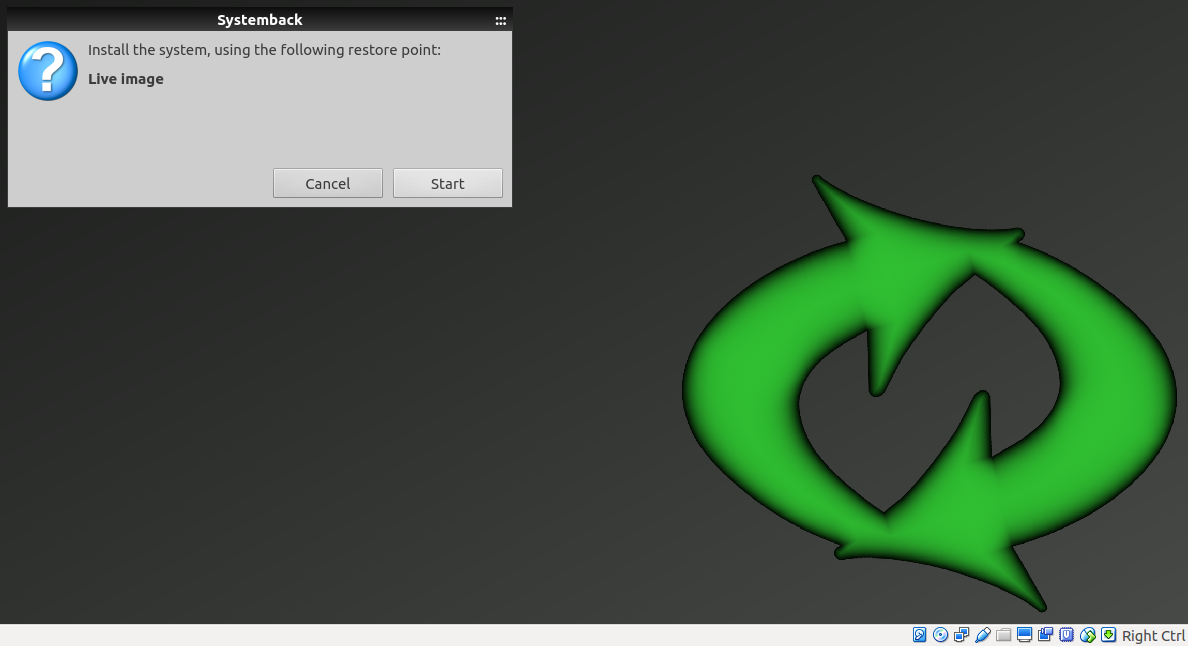 Systemback
Install the system, using the following restore point:
Live image
Cancel
Start
Right Ctrl